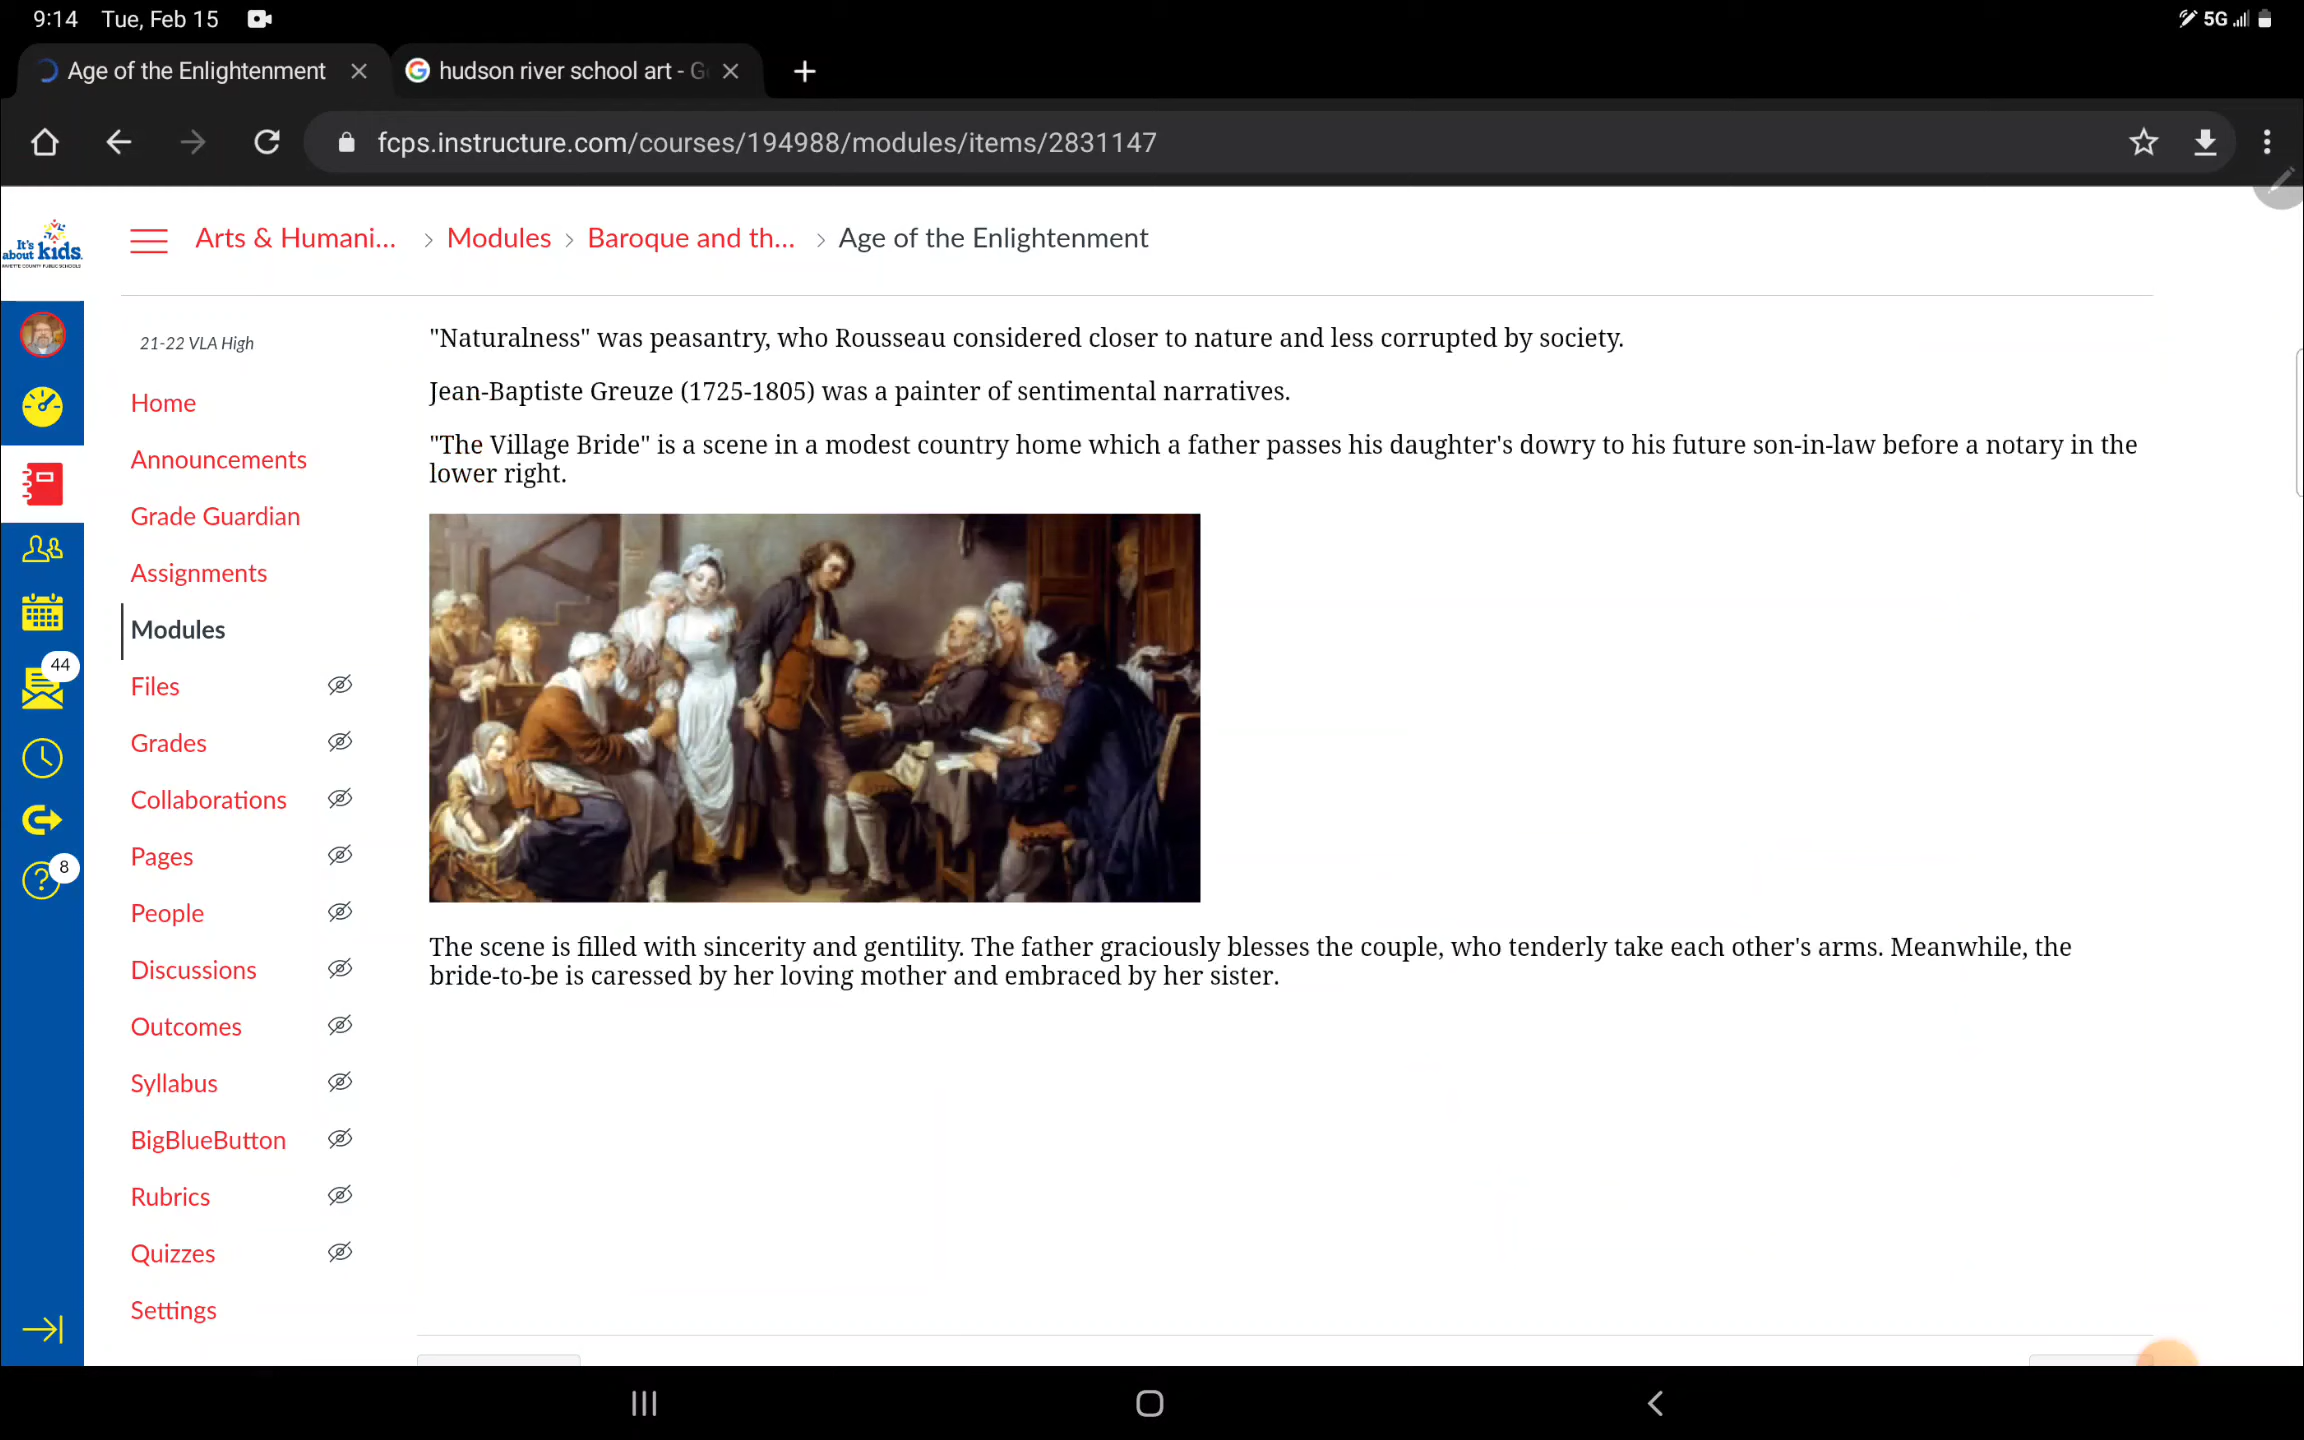 9:14 Tue, Feb 15
5G
Age of the Enlightenment
hudson river school art - G
fcps.instructure.com/courses/194988/modules/items/2831147
It's about kids.
Arts & Humani... > Modules > Baroque and th... > Age of the Enlightenment
21-22 VLA High
Home
Announcements
Grade Guardian
Assignments
Modules
Files
Grades
Collaborations
Pages
People
Discussions
Outcomes
Syllabus
BigBlueButton
Rubrics
Quizzes
Settings
44
8
"Naturalness" was peasantry, who Rousseau considered closer to nature and less corrupted by society.
Jean-Baptiste Greuze (1725-1805) was a painter of sentimental narratives.
"The Village Bride" is a scene in a modest country home which a father passes his daughter's dowry to his future son-in-law before a notary in the
lower right.
The scene is filled with sincerity and gentility. The father graciously blesses the couple, who tenderly take each other's arms. Meanwhile, the
bride-to-be is caressed by her loving mother and embraced by her sister.